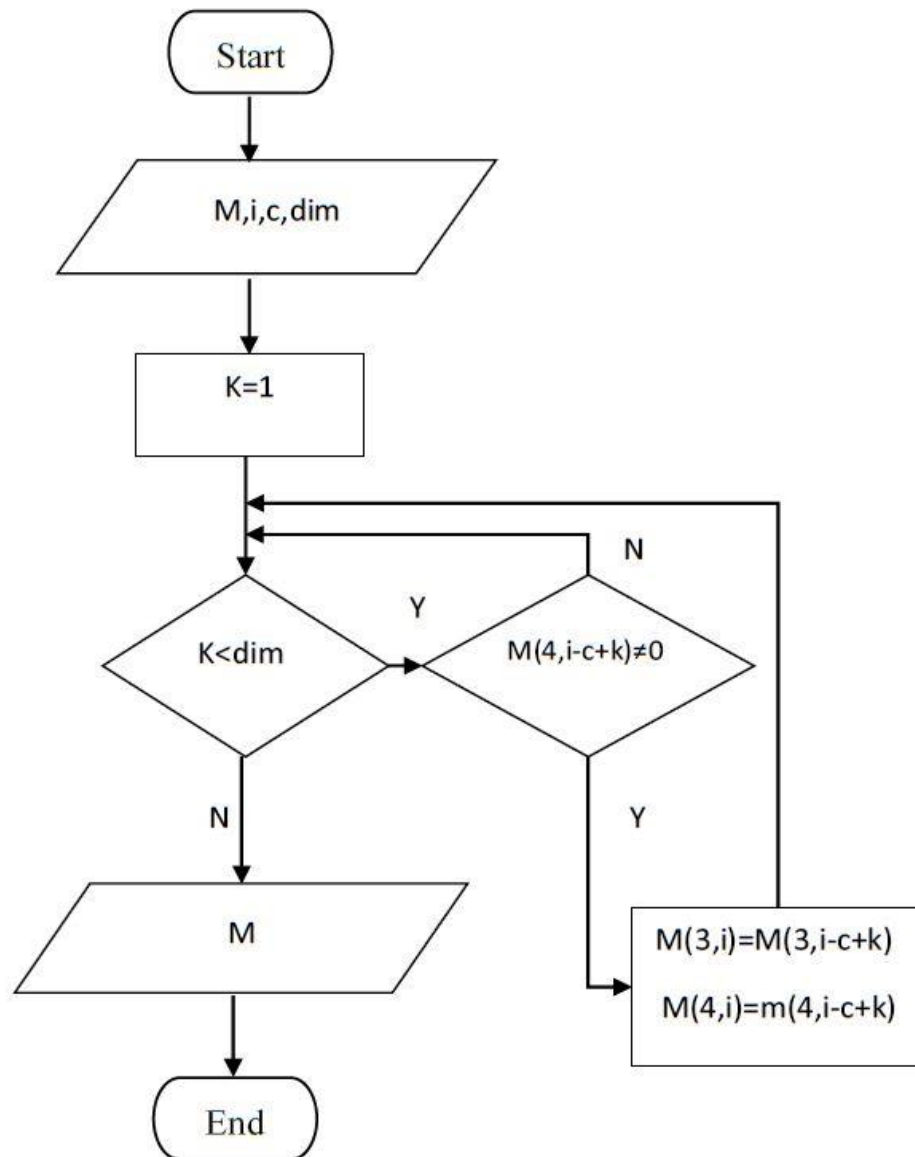 Start
M,i,c,dim
K=1
N
Y
K<dim
M(4,i-c+k)≠0
N
Y
M
M(3,i)=M(3,i-c+k)
M(4,i)=m(4,i-c+k)
End